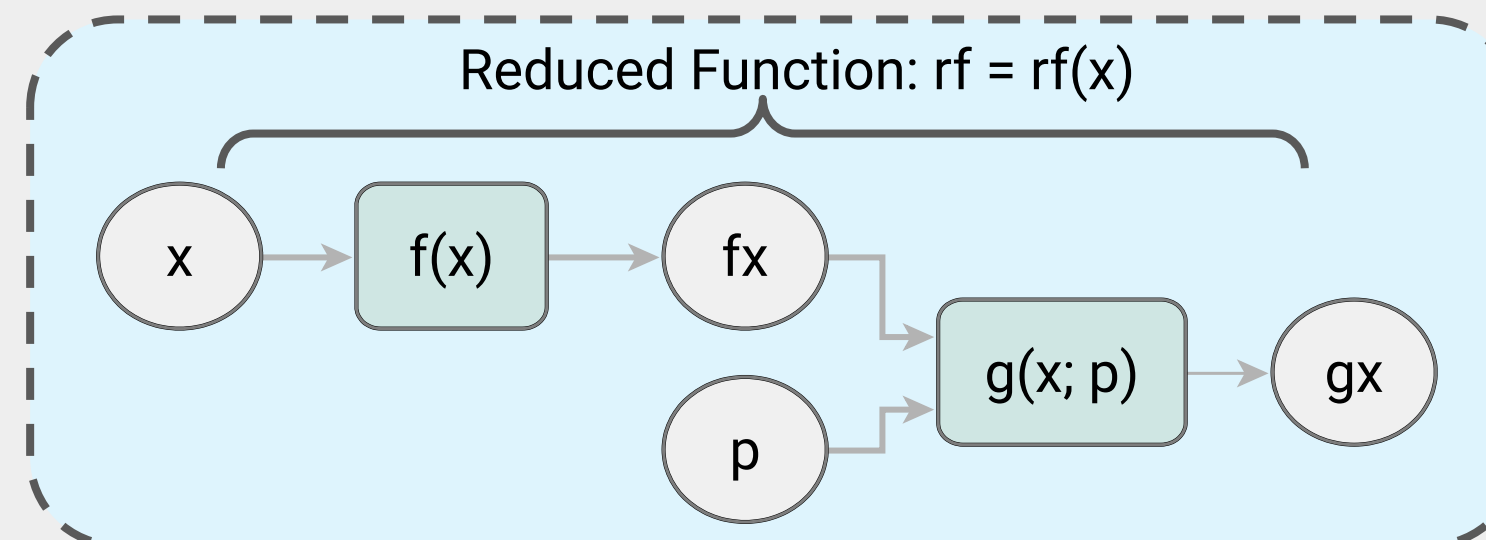 Reduced Function: rf = rf(x)
x
f(x)
fx
g(x; p)
gx
p